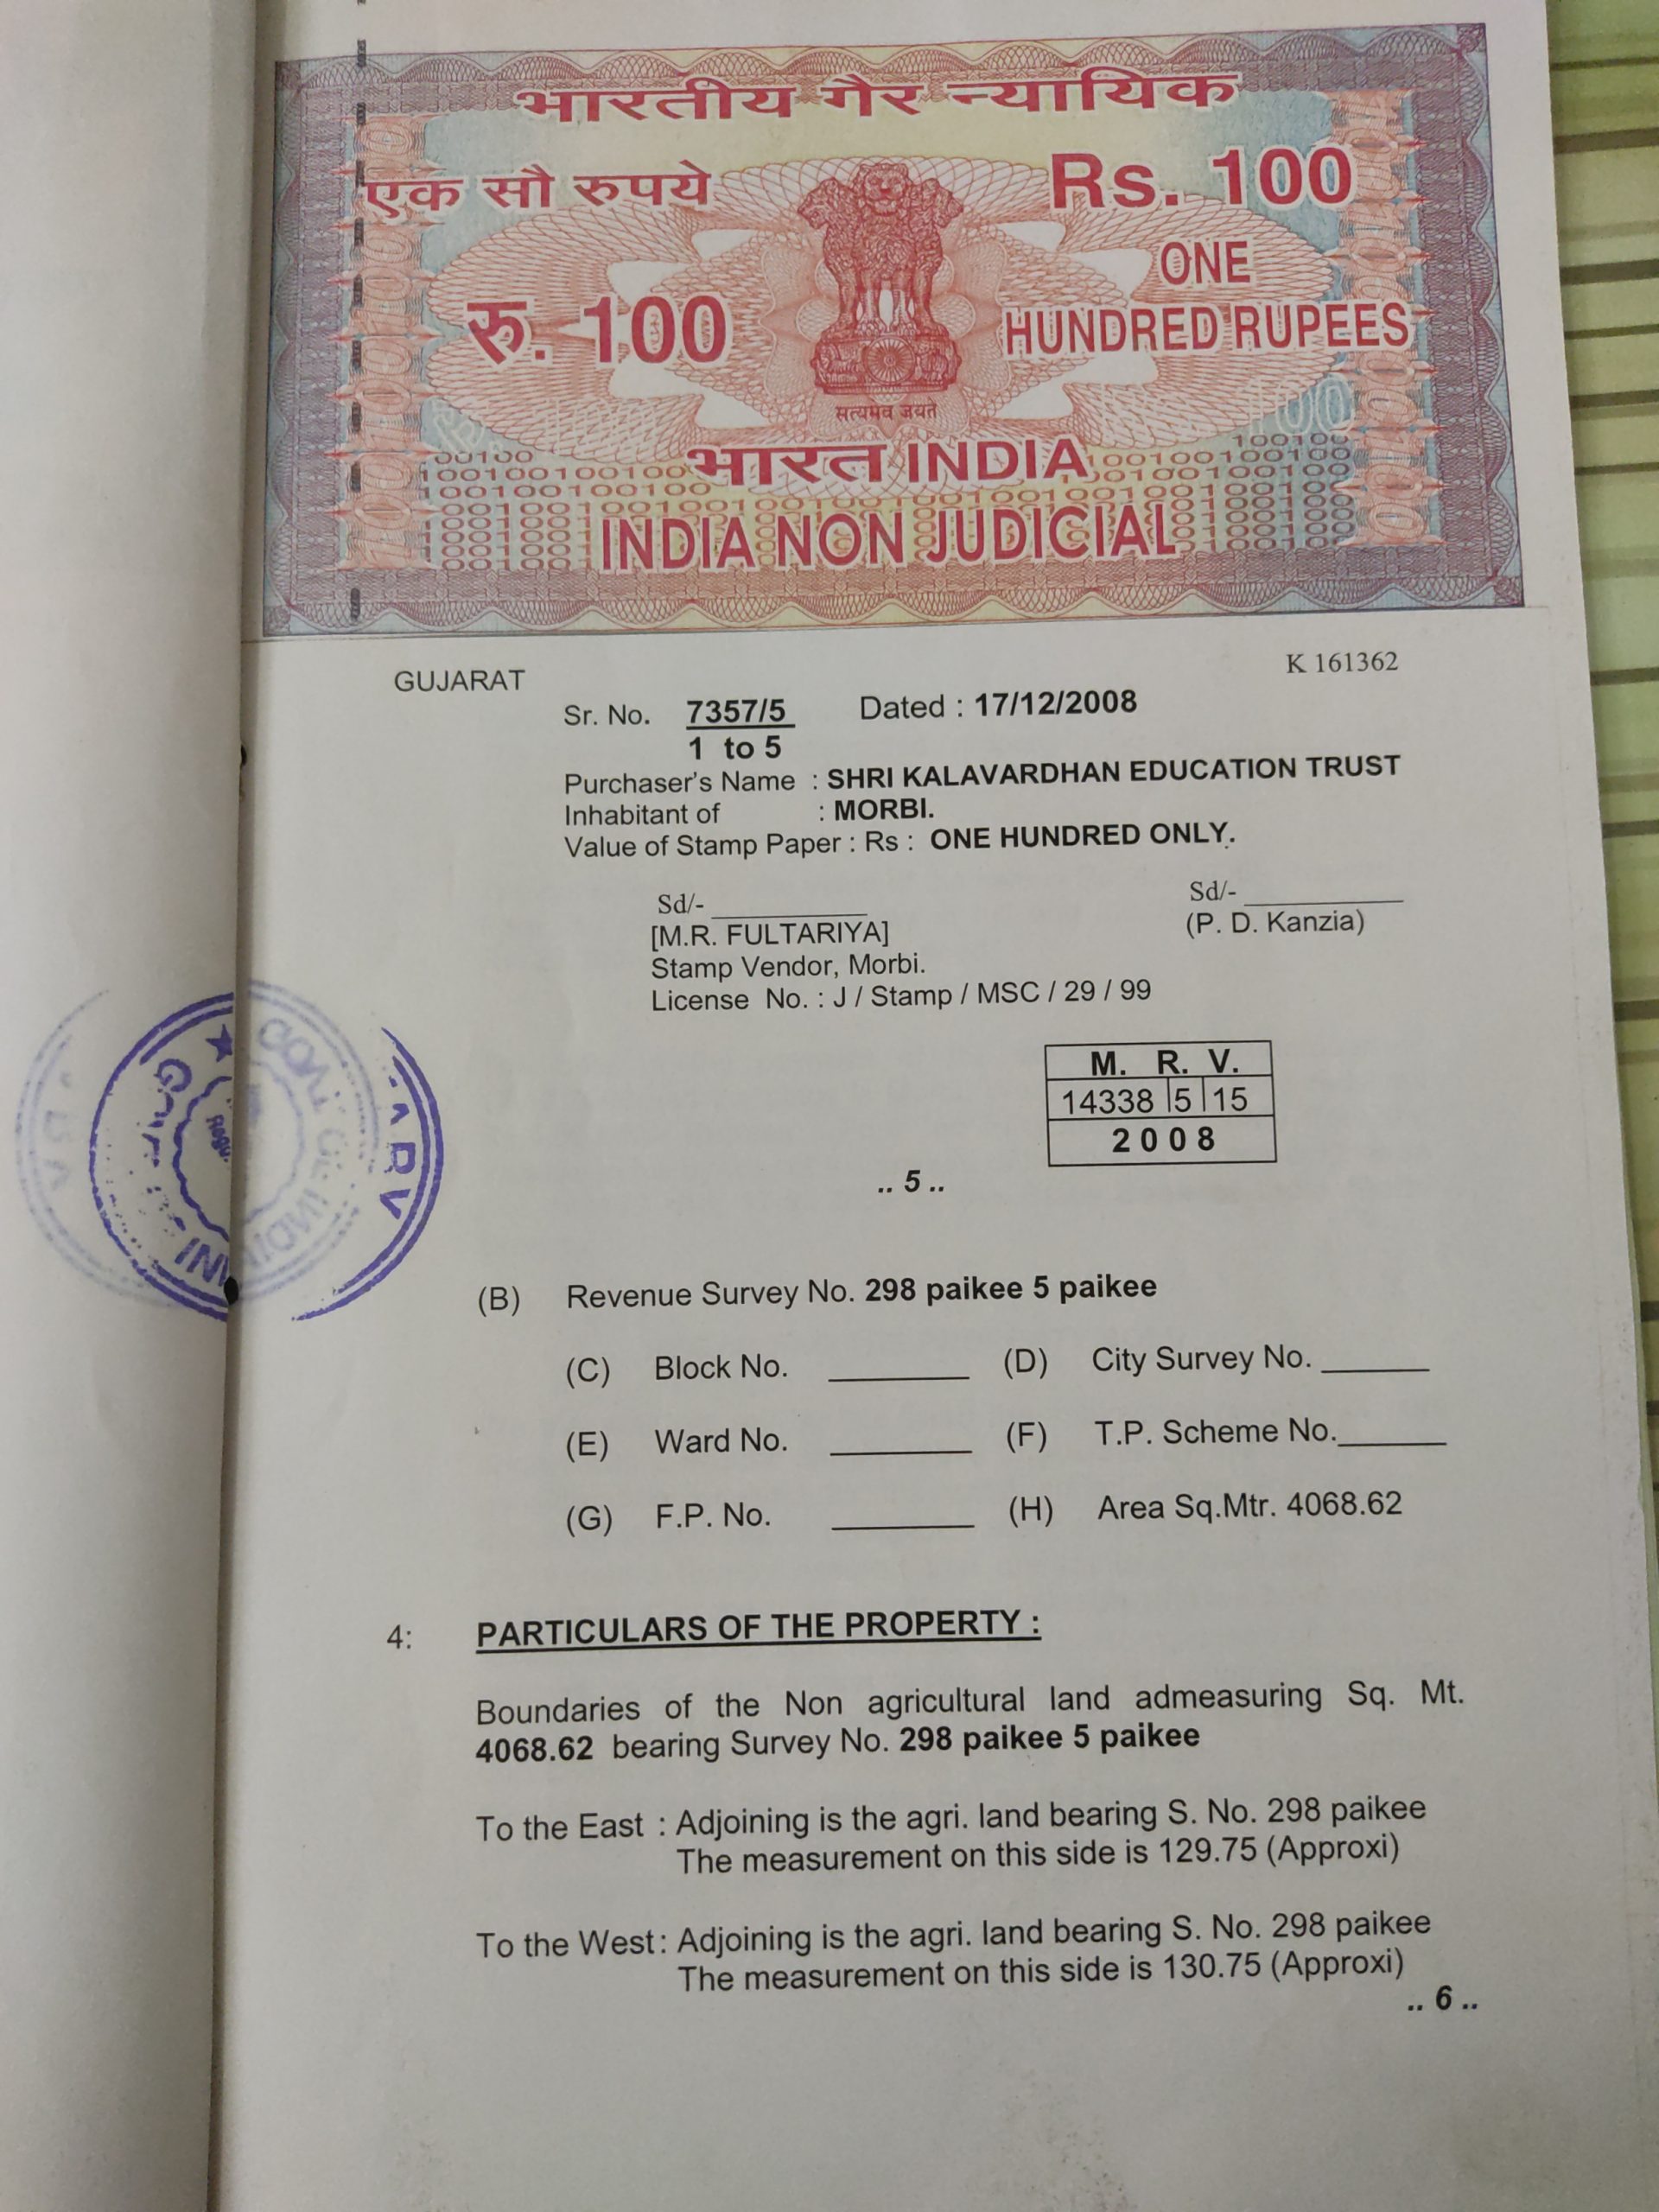 भारतीय गैर न्यायिक
एक सौ रुपये Rs. 100
रु. 100 ONE
HUNDRED RUPEES
सत्यमेव जयते
भारत INDIA
INDIA NON JUDICIAL
GUJARAT K 161362
Sr. No. 7357/5 Dated : 17/12/2008
1 to 5
Purchaser's Name : SHRI KALAVARDHAN EDUCATION TRUST
Inhabitant of : MORBI.
Value of Stamp Paper : Rs : ONE HUNDRED ONLY.
Sd/- __________ Sd/- __________
[M.R. FULTARIYA] (P. D. Kanzia)
Stamp Vendor, Morbi.
License No. : J / Stamp / MSC / 29 / 99
M. R. V.
14338 5 15
2008
.. 5 ..
(B) Revenue Survey No. 298 paikee 5 paikee
(C) Block No. ________ (D) City Survey No. ______
(E) Ward No. ________ (F) T.P. Scheme No.______
(G) F.P. No. ________ (H) Area Sq.Mtr. 4068.62
4: PARTICULARS OF THE PROPERTY :
Boundaries of the Non agricultural land admeasuring Sq. Mt.
4068.62 bearing Survey No. 298 paikee 5 paikee
To the East : Adjoining is the agri. land bearing S. No. 298 paikee
The measurement on this side is 129.75 (Approxi)
To the West : Adjoining is the agri. land bearing S. No. 298 paikee
The measurement on this side is 130.75 (Approxi)
.. 6 ..